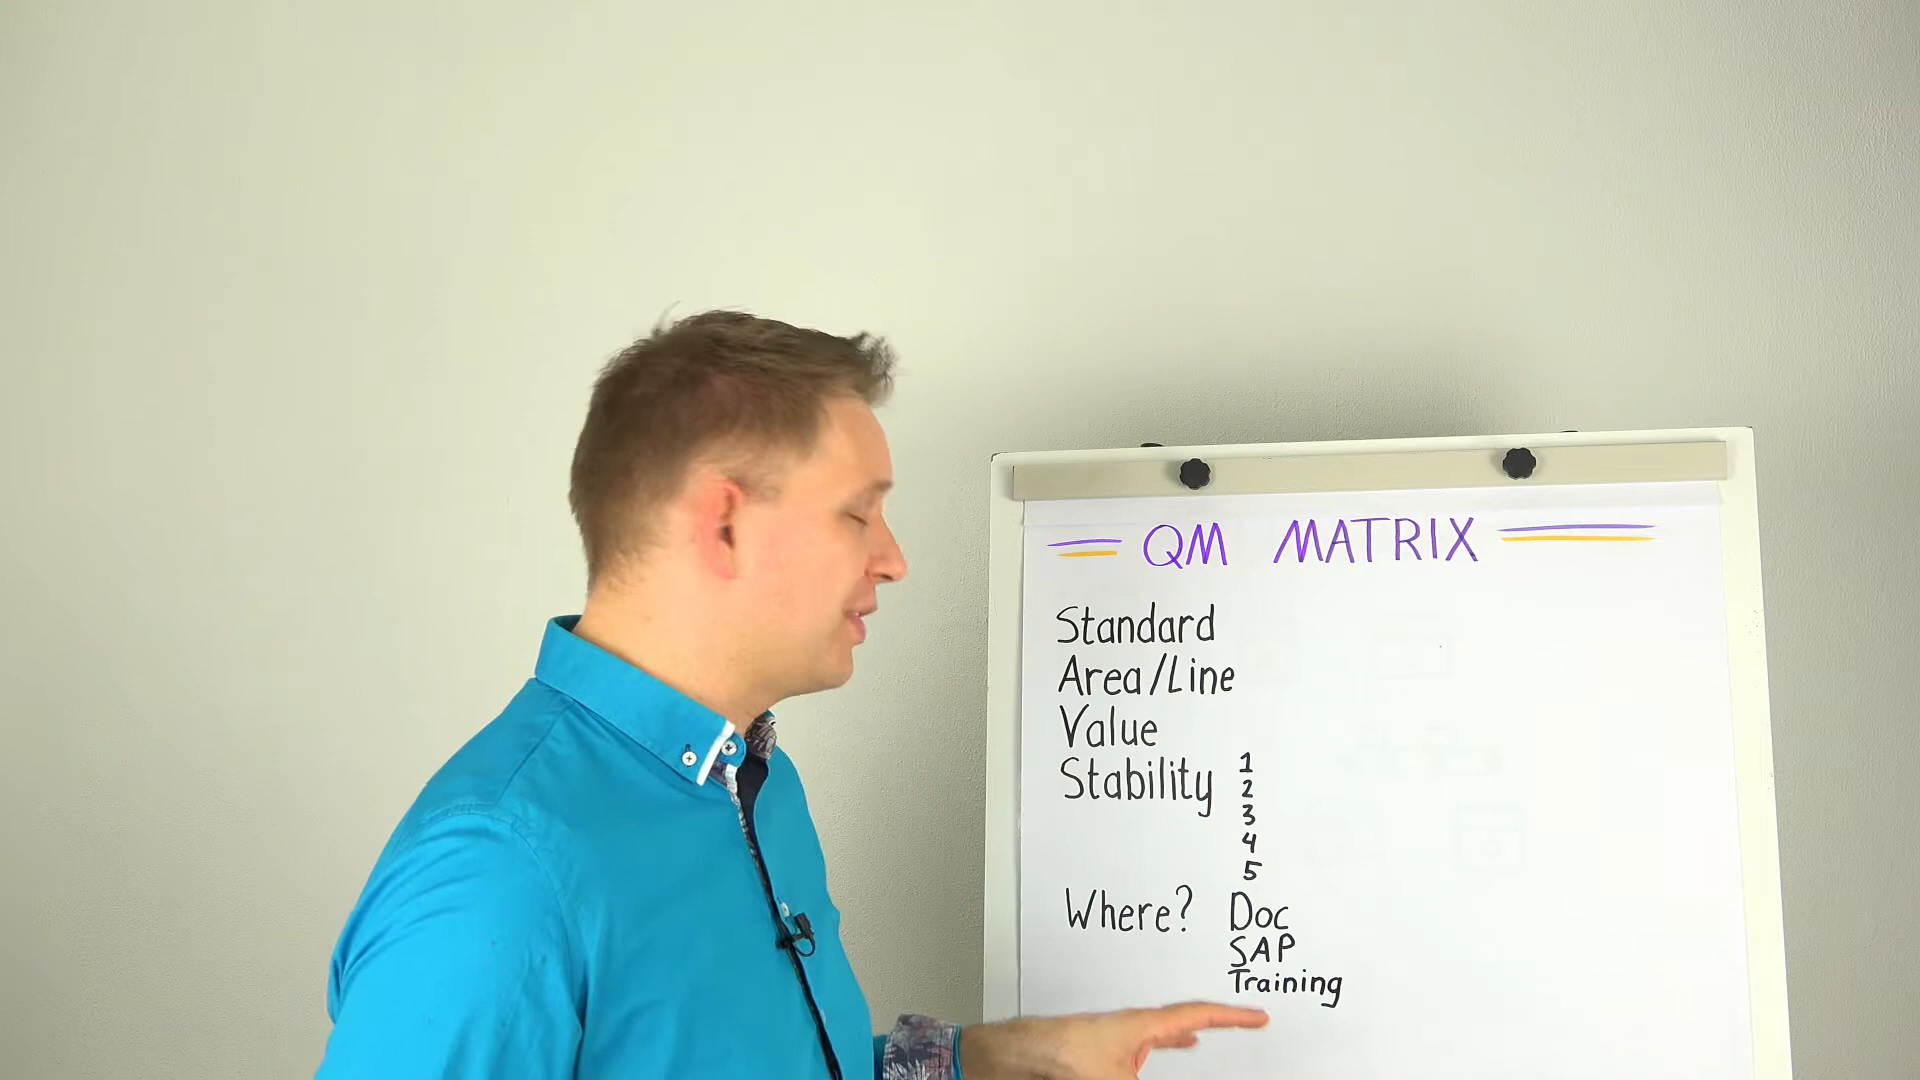 QM MATRIX
Standard
Area/Line
Value
Stability 1
2
3
4
5
Where? Doc
SAP
Training